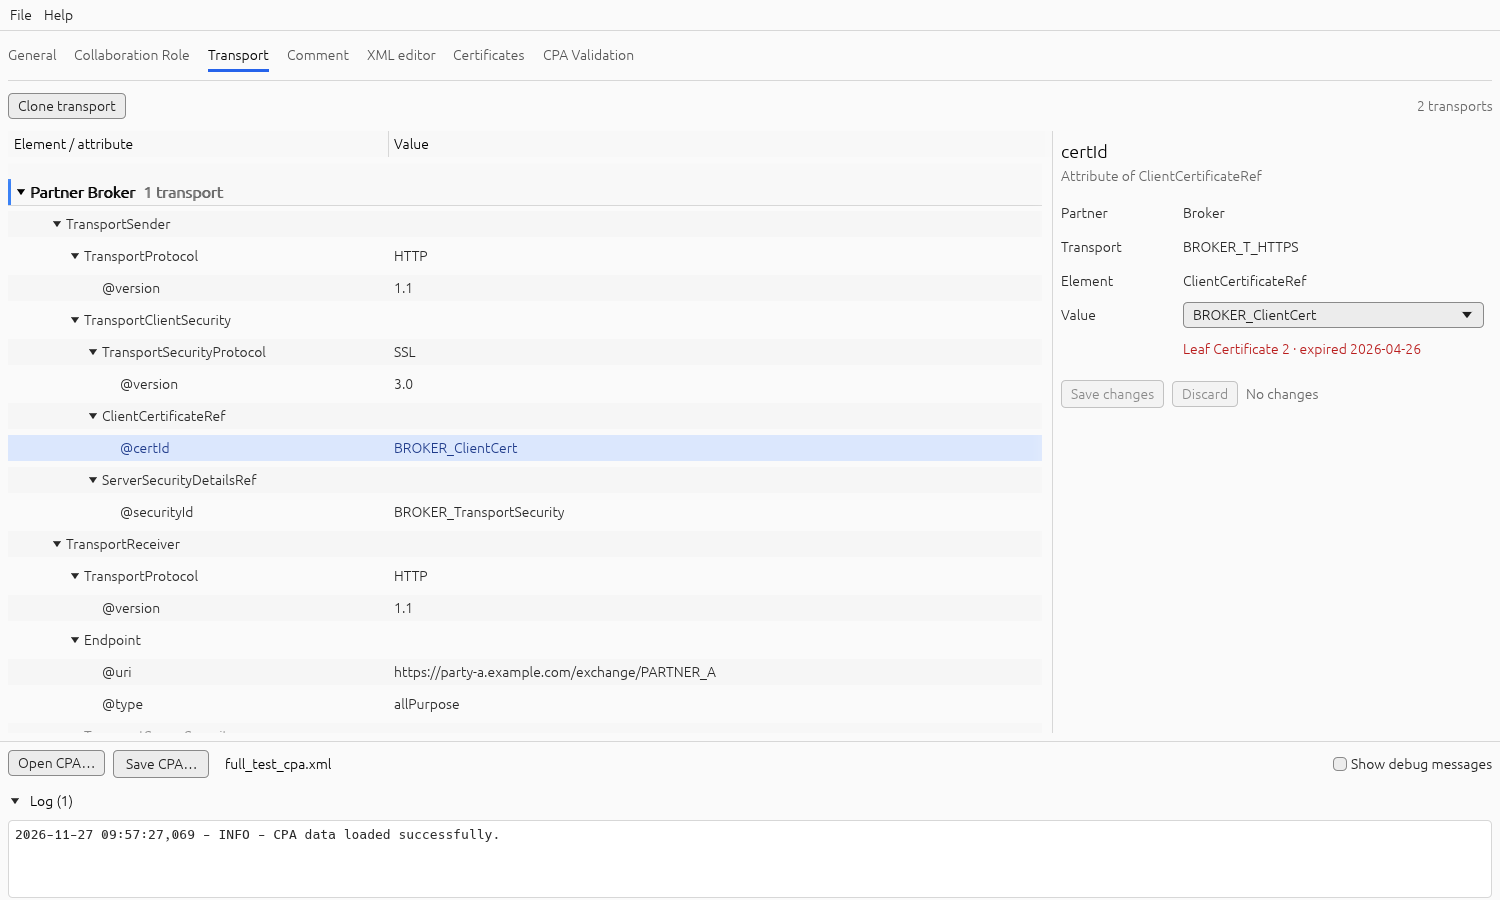 File Help
General Collaboration Role Transport Comment XML editor Certificates CPA Validation
Clone transport
2 transports
Element / attribute Value
Partner Broker 1 transport
TransportSender
TransportProtocol HTTP
@version 1.1
TransportClientSecurity
TransportSecurityProtocol SSL
@version 3.0
ClientCertificateRef
@certId BROKER_ClientCert
ServerSecurityDetailsRef
@securityId BROKER_TransportSecurity
TransportReceiver
TransportProtocol HTTP
@version 1.1
Endpoint
@uri https://party-a.example.com/exchange/PARTNER_A
@type allPurpose
certId
Attribute of ClientCertificateRef
Partner Broker
Transport BROKER_T_HTTPS
Element ClientCertificateRef
Value BROKER_ClientCert
Leaf Certificate 2 · expired 2026-04-26
Save changes Discard No changes
Open CPA... Save CPA... full_test_cpa.xml
Show debug messages
Log (1)
2026-11-27 09:57:27,069 - INFO - CPA data loaded successfully.